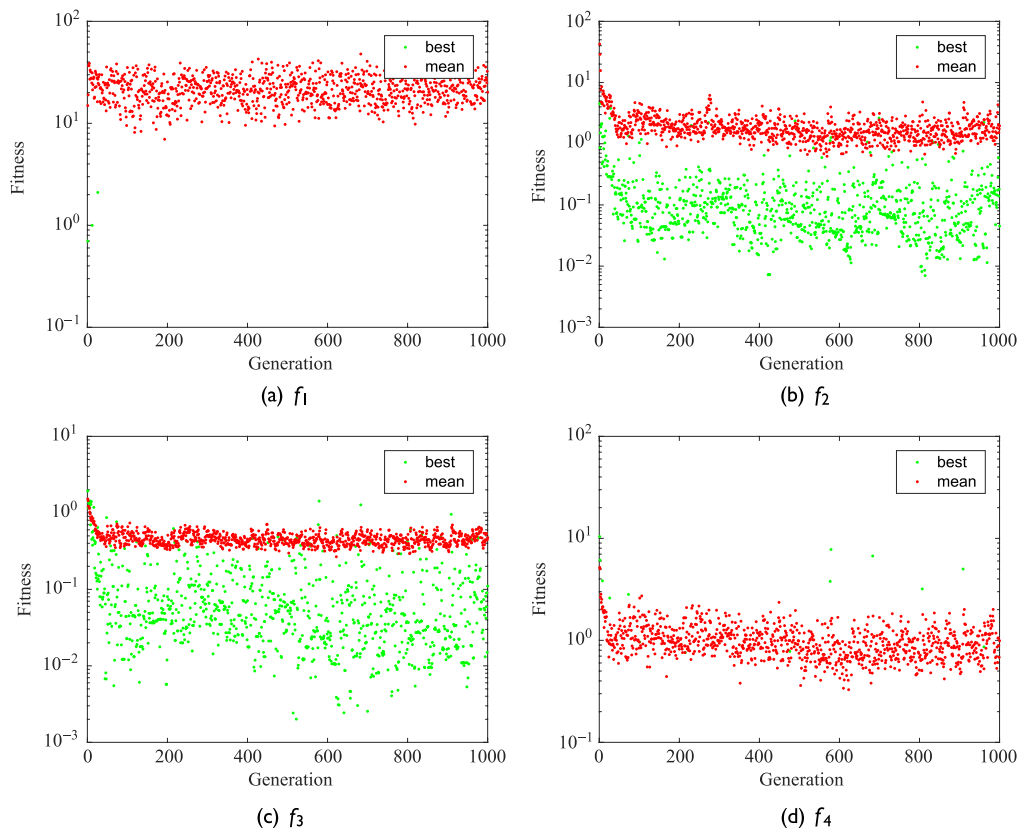 10^2
10^1
10^0
10^-1
Fitness
best
mean
0 200 400 600 800 1000
Generation
(a) f1
10^2
10^1
10^0
10^-1
10^-2
10^-3
Fitness
best
mean
0 200 400 600 800 1000
Generation
(b) f2
10^1
10^0
10^-1
10^-2
10^-3
Fitness
best
mean
0 200 400 600 800 1000
Generation
(c) f3
10^2
10^1
10^0
10^-1
Fitness
best
mean
0 200 400 600 800 1000
Generation
(d) f4